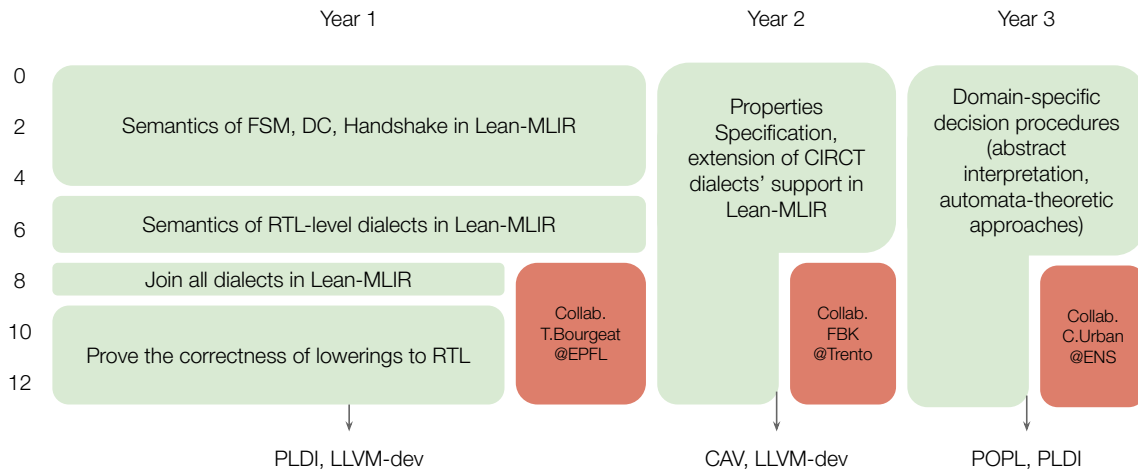 Year 1
Year 2
Year 3
0
2
4
6
8
10
12
Semantics of FSM, DC, Handshake in Lean-MLIR
Semantics of RTL-level dialects in Lean-MLIR
Join all dialects in Lean-MLIR
Prove the correctness of lowerings to RTL
Collab.
T.Bourgeat
@EPFL
Properties
Specification,
extension of CIRCT
dialects’ support in
Lean-MLIR
Collab.
FBK
@Trento
Domain-specific
decision procedures
(abstract
interpretation,
automata-theoretic
approaches)
Collab.
C.Urban
@ENS
PLDI, LLVM-dev
CAV, LLVM-dev
POPL, PLDI